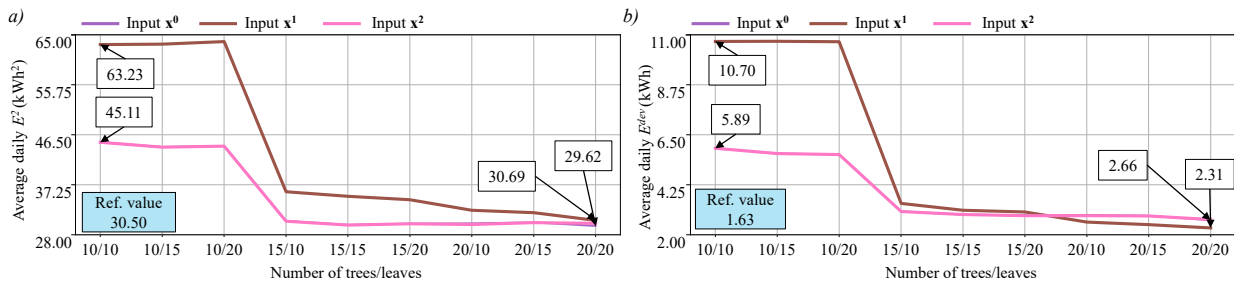 a)
Input x⁰
Input x¹
Input x²
Average daily E² (kWh²)
65.00
55.75
46.50
37.25
28.00
63.23
45.11
30.69
29.62
Ref. value
30.50
10/10
10/15
10/20
15/10
15/15
15/20
20/10
20/15
20/20
Number of trees/leaves
b)
Input x⁰
Input x¹
Input x²
Average daily Eᵈᵉᵛ (kWh)
11.00
8.75
6.50
4.25
2.00
10.70
5.89
2.66
2.31
Ref. value
1.63
10/10
10/15
10/20
15/10
15/15
15/20
20/10
20/15
20/20
Number of trees/leaves